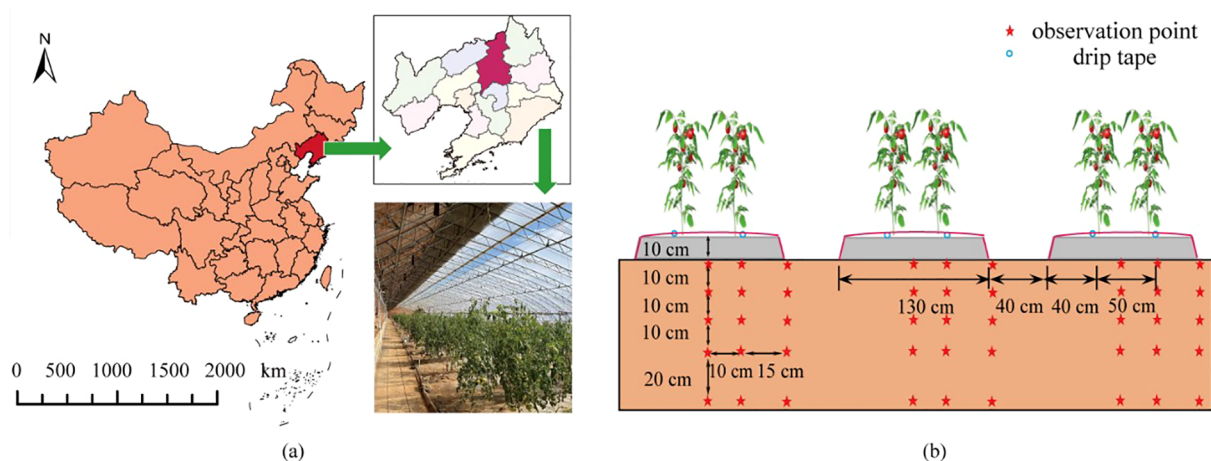 N
0 500 1000 1500 2000 km
(a)
observation point
drip tape
10 cm
10 cm
10 cm
10 cm
20 cm
10 cm 15 cm
130 cm
40 cm
40 cm
50 cm
(b)